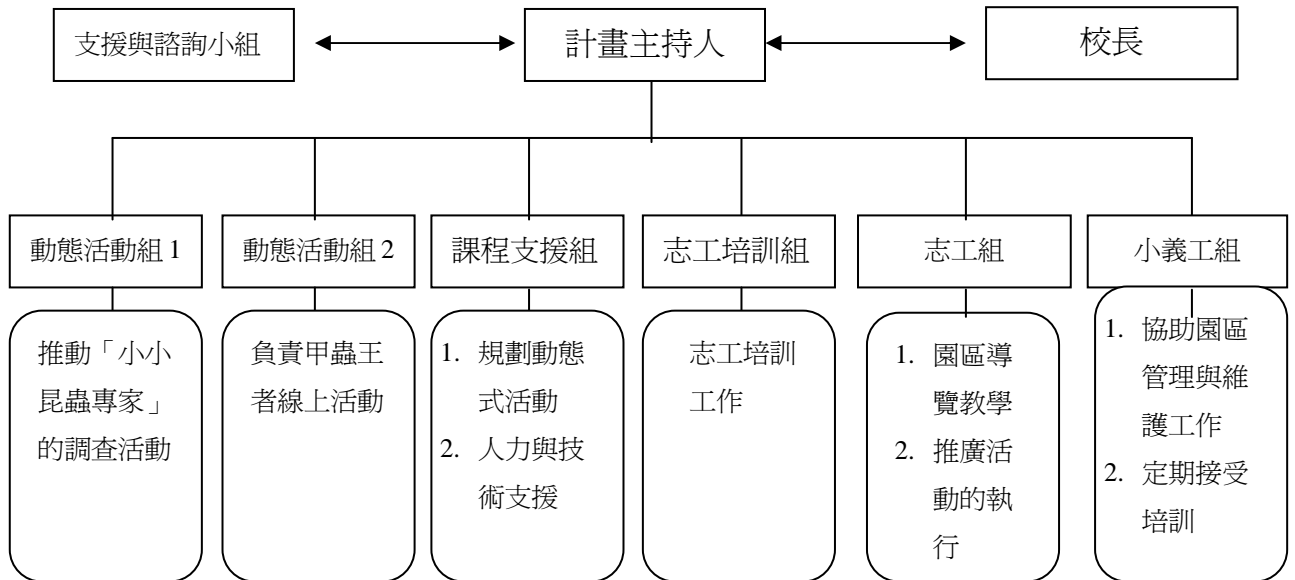 支援與諮詢小組
計畫主持人
校長
動態活動組 1
動態活動組 2
課程支援組
志工培訓組
志工組
小義工組
推動「小小
昆蟲專家」
的調查活動
負責甲蟲王
者線上活動
1. 規劃動態
式活動
2. 人力與技
術支援
志工培訓
工作
1. 園區導
覽教學
2. 推廣活
動的執
行
1. 協助園區
管理與維
護工作
2. 定期接受
培訓